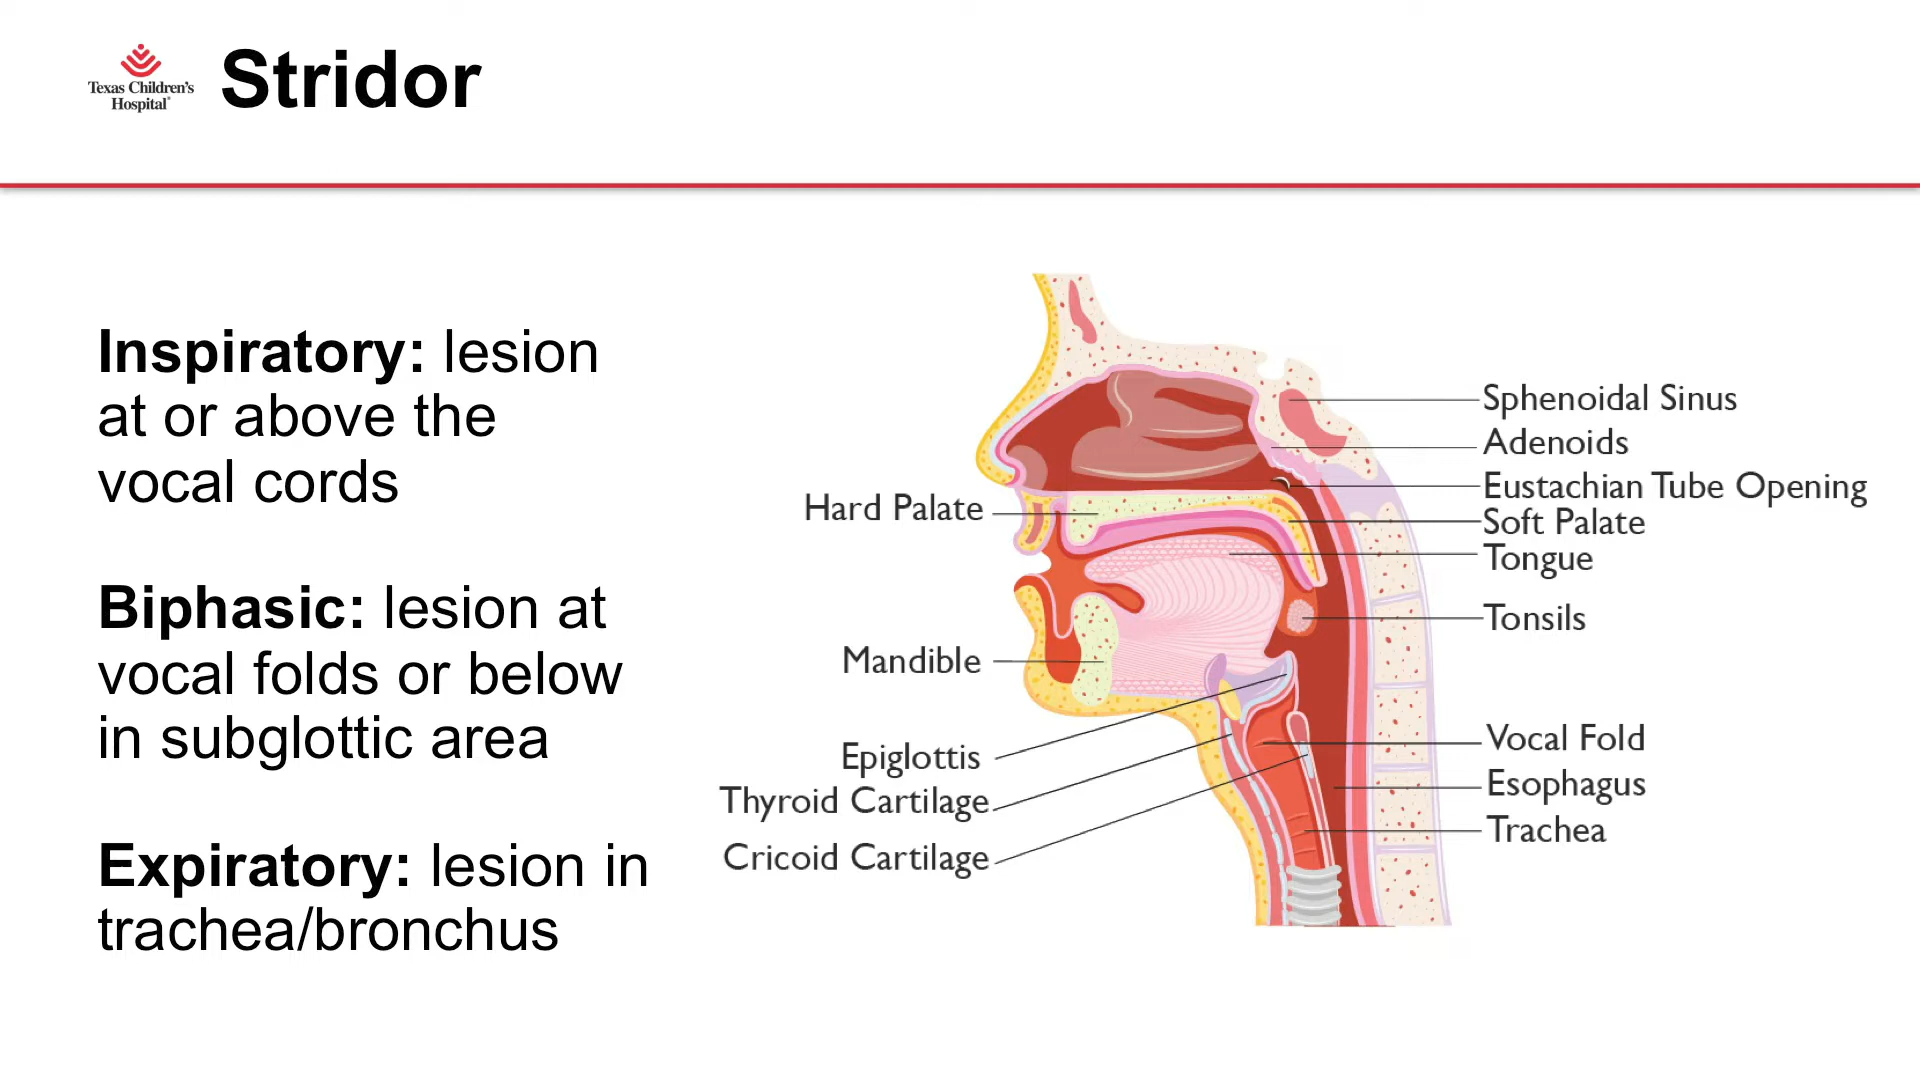 Texas Children's
Hospital®
Stridor
Inspiratory: lesion
at or above the
vocal cords
Biphasic: lesion at
vocal folds or below
in subglottic area
Expiratory: lesion in
trachea/bronchus
Hard Palate
Mandible
Epiglottis
Thyroid Cartilage
Cricoid Cartilage
Sphenoidal Sinus
Adenoids
Eustachian Tube Opening
Soft Palate
Tongue
Tonsils
Vocal Fold
Esophagus
Trachea